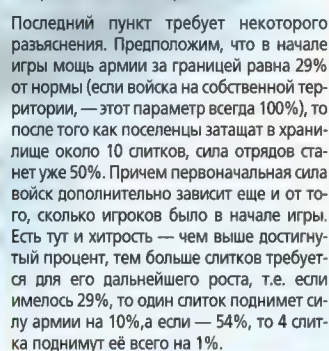 Последний пункт требует некоторого
разъяснения. Предположим, что в начале
игры мощь армии за границей равна 29%
от нормы (если войска на собственной тер-
ритории, — этот параметр всегда 100%), то
после того как поселенцы затащат в храни-
лище около 10 слитков, сила отрядов ста-
нет уже 50%. Причем первоначальная сила
войск дополнительно зависит еще и от то-
го, сколько игроков было в начале игры.
Есть тут и хитрость — чем выше достигну-
тый процент, тем больше слитков требует-
ся для его дальнейшего роста, т.е. если
имелось 29%, то один слиток поднимет си-
лу армии на 10%,а если — 54%, то 4 слит-
ка поднимут её всего на 1%.